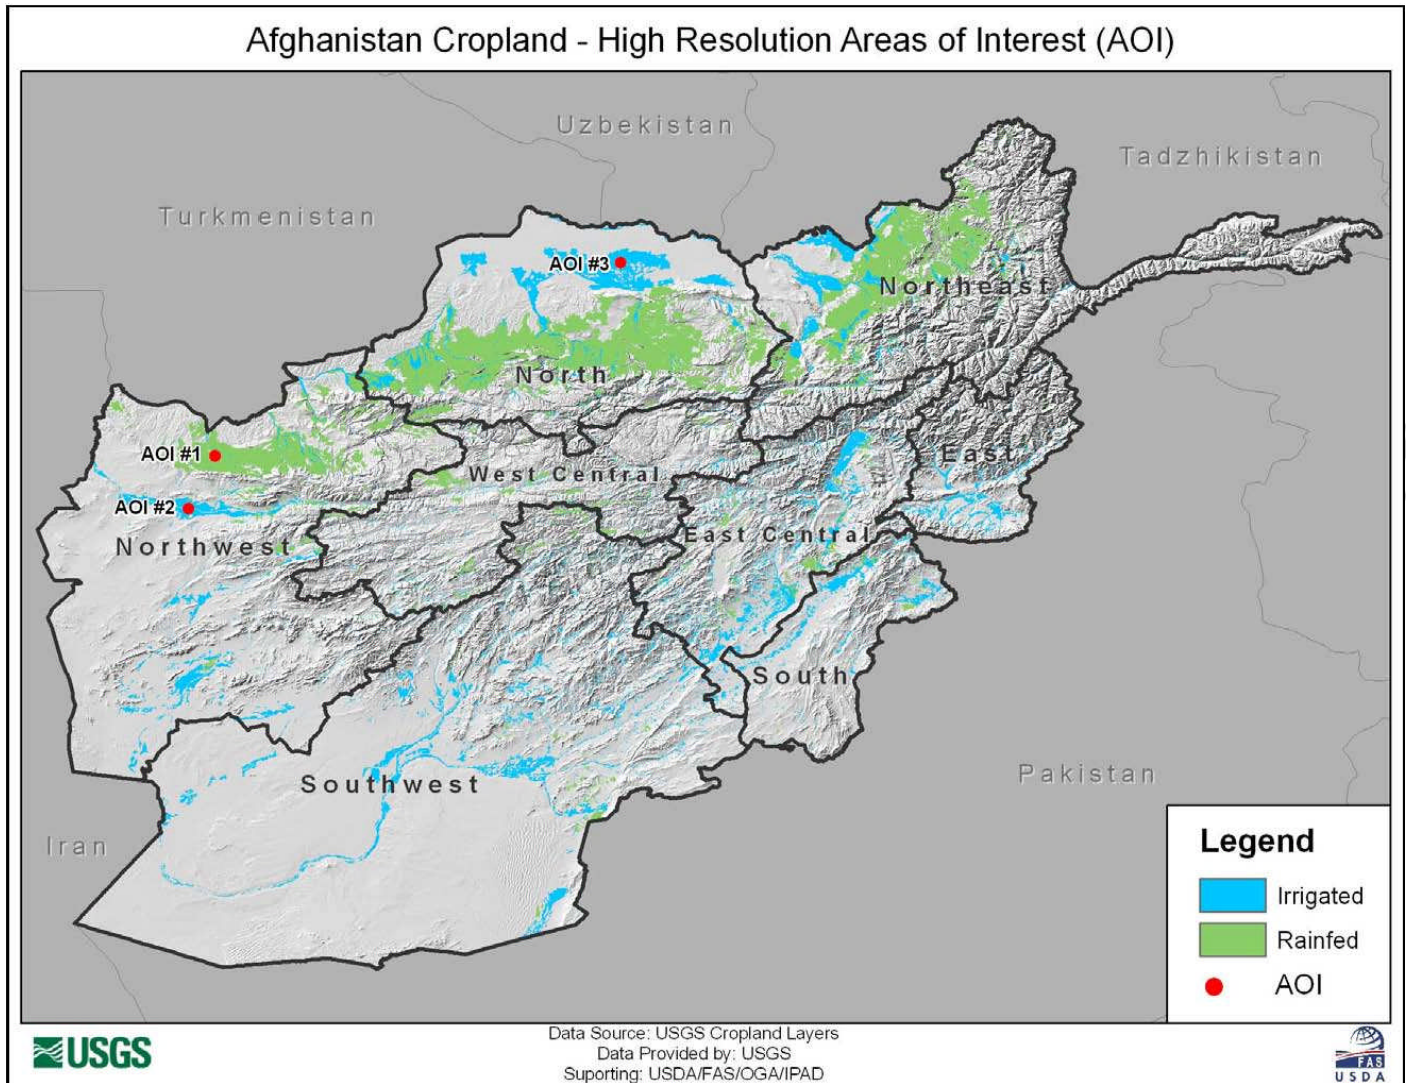 Afghanistan Cropland - High Resolution Areas of Interest (AOI)
Uzbekistan
Tadzhikistan
Turkmenistan
AOI #3
Northeast
North
AOI #1
West Central
East
AOI #2
East Central
Northwest
South
Southwest
Pakistan
Iran
Legend
Irrigated
Rainfed
AOI
USGS
Data Source: USGS Cropland Layers
Data Provided by: USGS
Suporting: USDA/FAS/OGA/IPAD
FAS
USDA